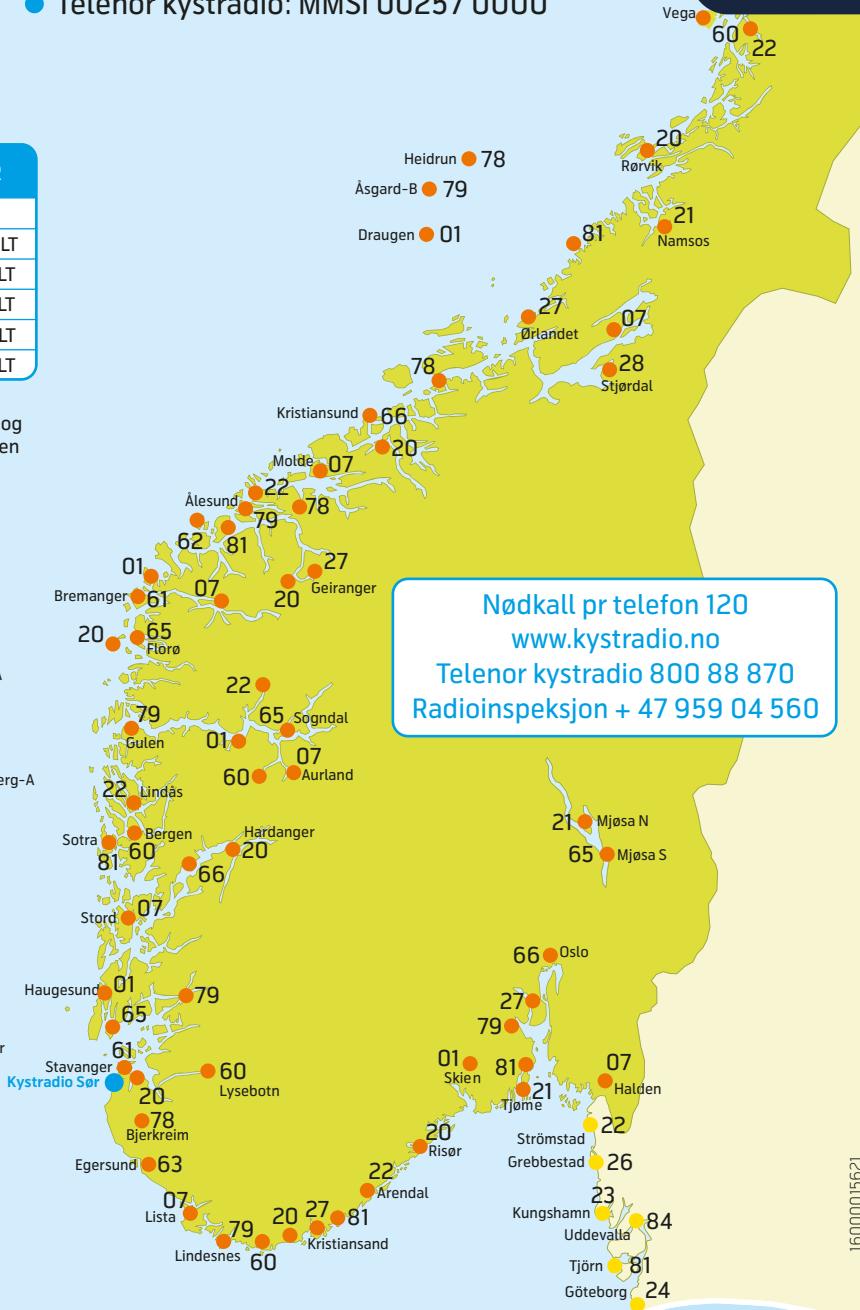 Telenor kystradio: MMSI 00257 0000
Vega
60
22
LT
LT
LT
LT
LT
og
en
Heidrun 78
Åsgard-B 79
Draugen 01
20
Rørvik
21
Namsos
81
27
Ørlandet
07
28
Stjørdal
78
Kristiansund 66
20
Molde 07
22
Ålesund
79
78
62
81
01
27
Geiranger
20
07
Bremanger 61
20
65
Florø
Nødkall pr telefon 120
www.kystradio.no
Telenor kystradio 800 88 870
Radioinspeksjon + 47 959 04 560
22
79
Gulen
65 Sogndal
01
07
Aurland
60
erg-A
22 Lindås
Bergen
60
Sotra
81
Hardanger
20
66
21 Mjøsa N
65 Mjøsa S
Stord 07
66 Oslo
Haugesund 01
79
65
27
79
61
Stavanger
Kystradio Sør
20
60
Lysebotn
01
Skien
81
21
Tjøme
07
Halden
78
Bjerkreim
20
Risør
22
Strömstad
Egersund 63
Grebbestad 26
22
Arendal
07
Lista
23
Kungshamn
84
Uddevalla
79
Lindesnes
60
20
27
81
Kristiansand
Tjörn 81
Göteborg 24
160000015621